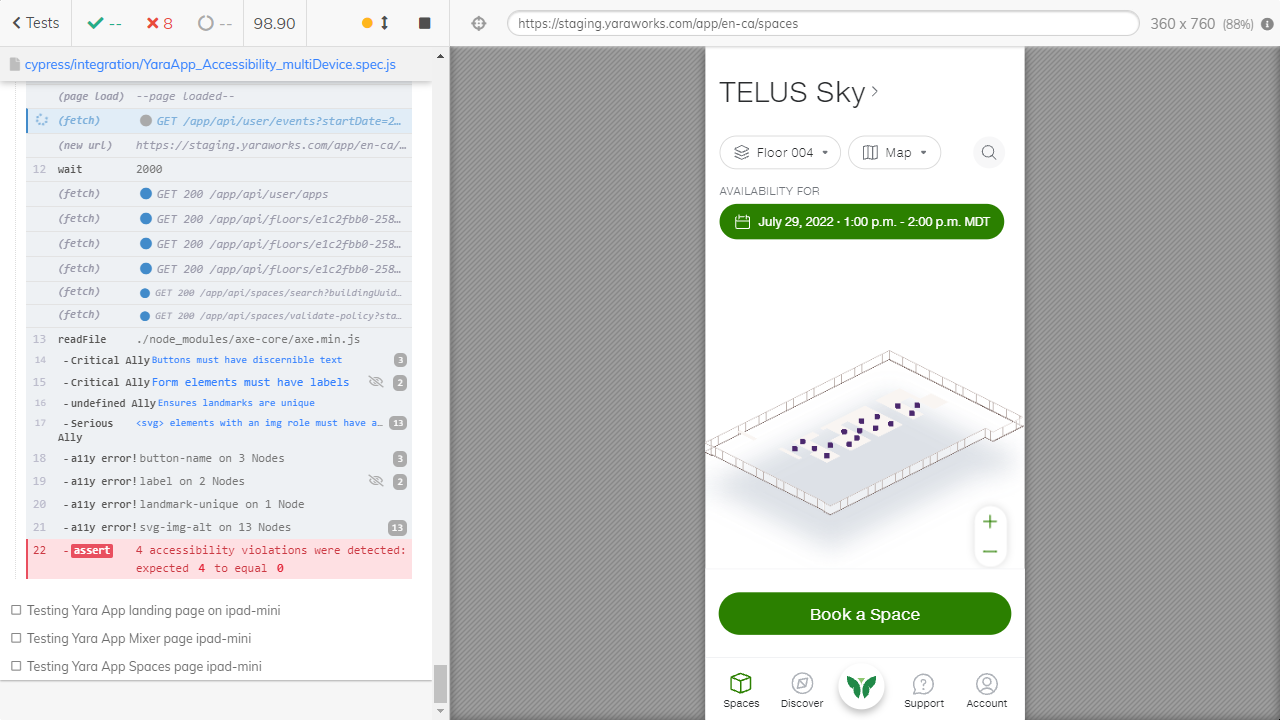 Tests
--
8
--
98.90
https://staging.yaraworks.com/app/en-ca/spaces
360 x 760 (88%)
cypress/integration/YaraApp_Accessibility_multiDevice.spec.js
(page load) --page loaded--
(fetch) GET /app/api/user/events?startDate=2…
(new url) https://staging.yaraworks.com/app/en-ca/…
12 wait 2000
(fetch) GET 200 /app/api/user/apps
(fetch) GET 200 /app/api/floors/e1c2fbb0-258…
(fetch) GET 200 /app/api/floors/e1c2fbb0-258…
(fetch) GET 200 /app/api/floors/e1c2fbb0-258…
(fetch) GET 200 /app/api/spaces/search?buildingUuid…
(fetch) GET 200 /app/api/spaces/validate-policy?sta…
13 readFile ./node_modules/axe-core/axe.min.js
14 -Critical Ally Buttons must have discernible text 3
15 -Critical Ally Form elements must have labels 2
16 -undefined Ally Ensures landmarks are unique
17 -Serious Ally <svg> elements with an img role must have a… 13
18 -a11y error! button-name on 3 Nodes 3
19 -a11y error! label on 2 Nodes 2
20 -a11y error! landmark-unique on 1 Node
21 -a11y error! svg-img-alt on 13 Nodes 13
22 -assert 4 accessibility violations were detected:
expected 4 to equal 0
Testing Yara App landing page on ipad-mini
Testing Yara App Mixer page ipad-mini
Testing Yara App Spaces page ipad-mini
TELUS Sky
Floor 004
Map
AVAILABILITY FOR
July 29, 2022 · 1:00 p.m. - 2:00 p.m. MDT
+
−
Book a Space
Spaces
Discover
Support
Account